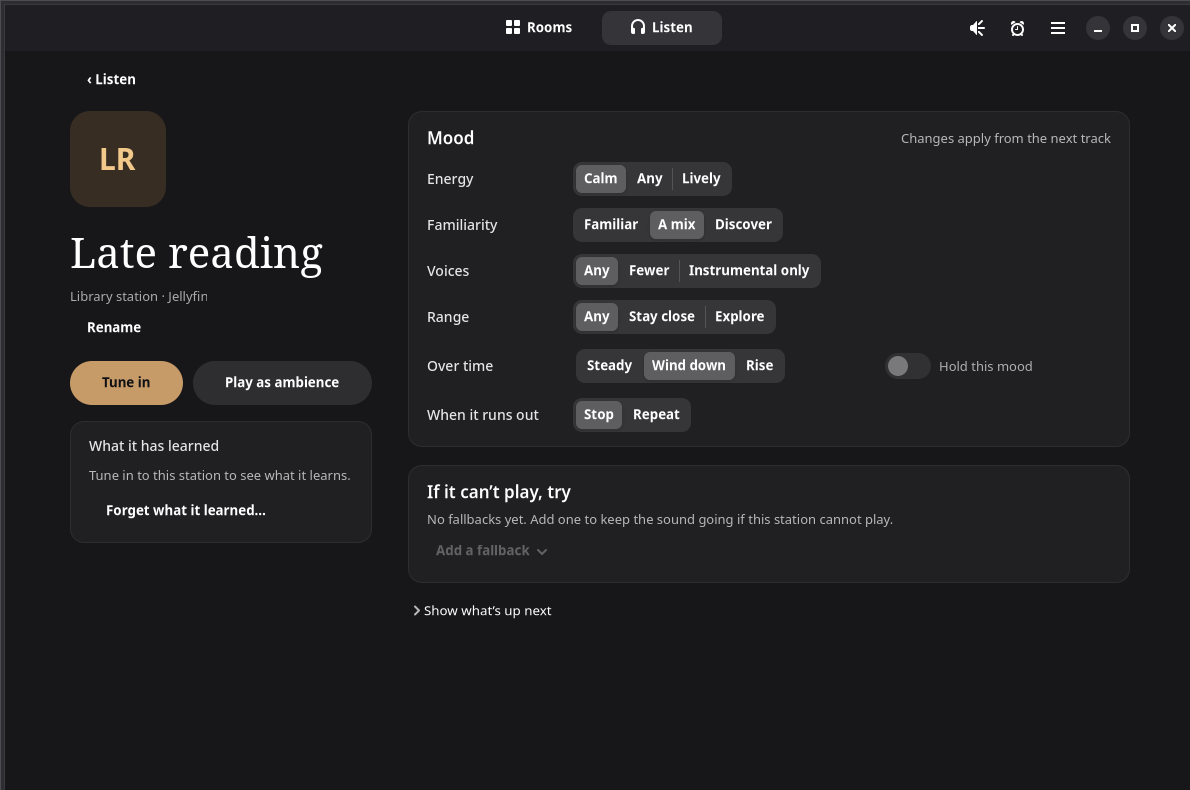 Rooms
Listen
‹ Listen
LR
Late reading
Library station · Jellyfin
Rename
Tune in
Play as ambience
What it has learned
Tune in to this station to see what it learns.
Forget what it learned…
Mood
Changes apply from the next track
Energy
Calm Any Lively
Familiarity
Familiar A mix Discover
Voices
Any Fewer Instrumental only
Range
Any Stay close Explore
Over time
Steady Wind down Rise
Hold this mood
When it runs out
Stop Repeat
If it can’t play, try
No fallbacks yet. Add one to keep the sound going if this station cannot play.
Add a fallback
Show what’s up next